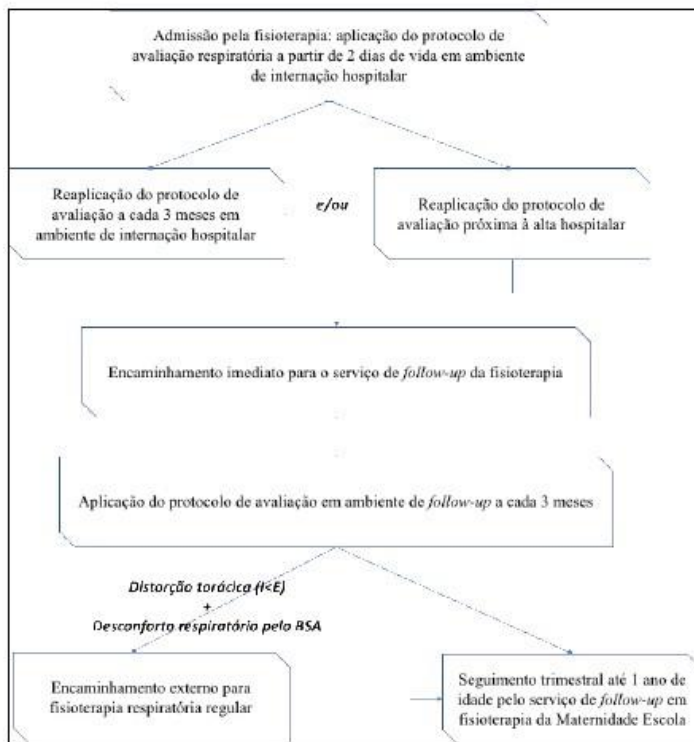 Admissão pela fisioterapia: aplicação do protocolo de
avaliação respiratória a partir de 2 dias de vida em ambiente
de internação hospitalar
Reaplicação do protocolo de
avaliação a cada 3 meses em
ambiente de internação hospitalar
e/ou
Reaplicação do protocolo de
avaliação próxima à alta hospitalar
Encaminhamento imediato para o serviço de follow-up da fisioterapia
Aplicação do protocolo de avaliação em ambiente de follow-up a cada 3 meses
Distorção torácica (I<E)
+
Desconforto respiratório pelo BSA
Encaminhamento externo para
fisioterapia respiratória regular
Seguimento trimestral até 1 ano de
idade pelo serviço de follow-up em
fisioterapia da Maternidade Escola